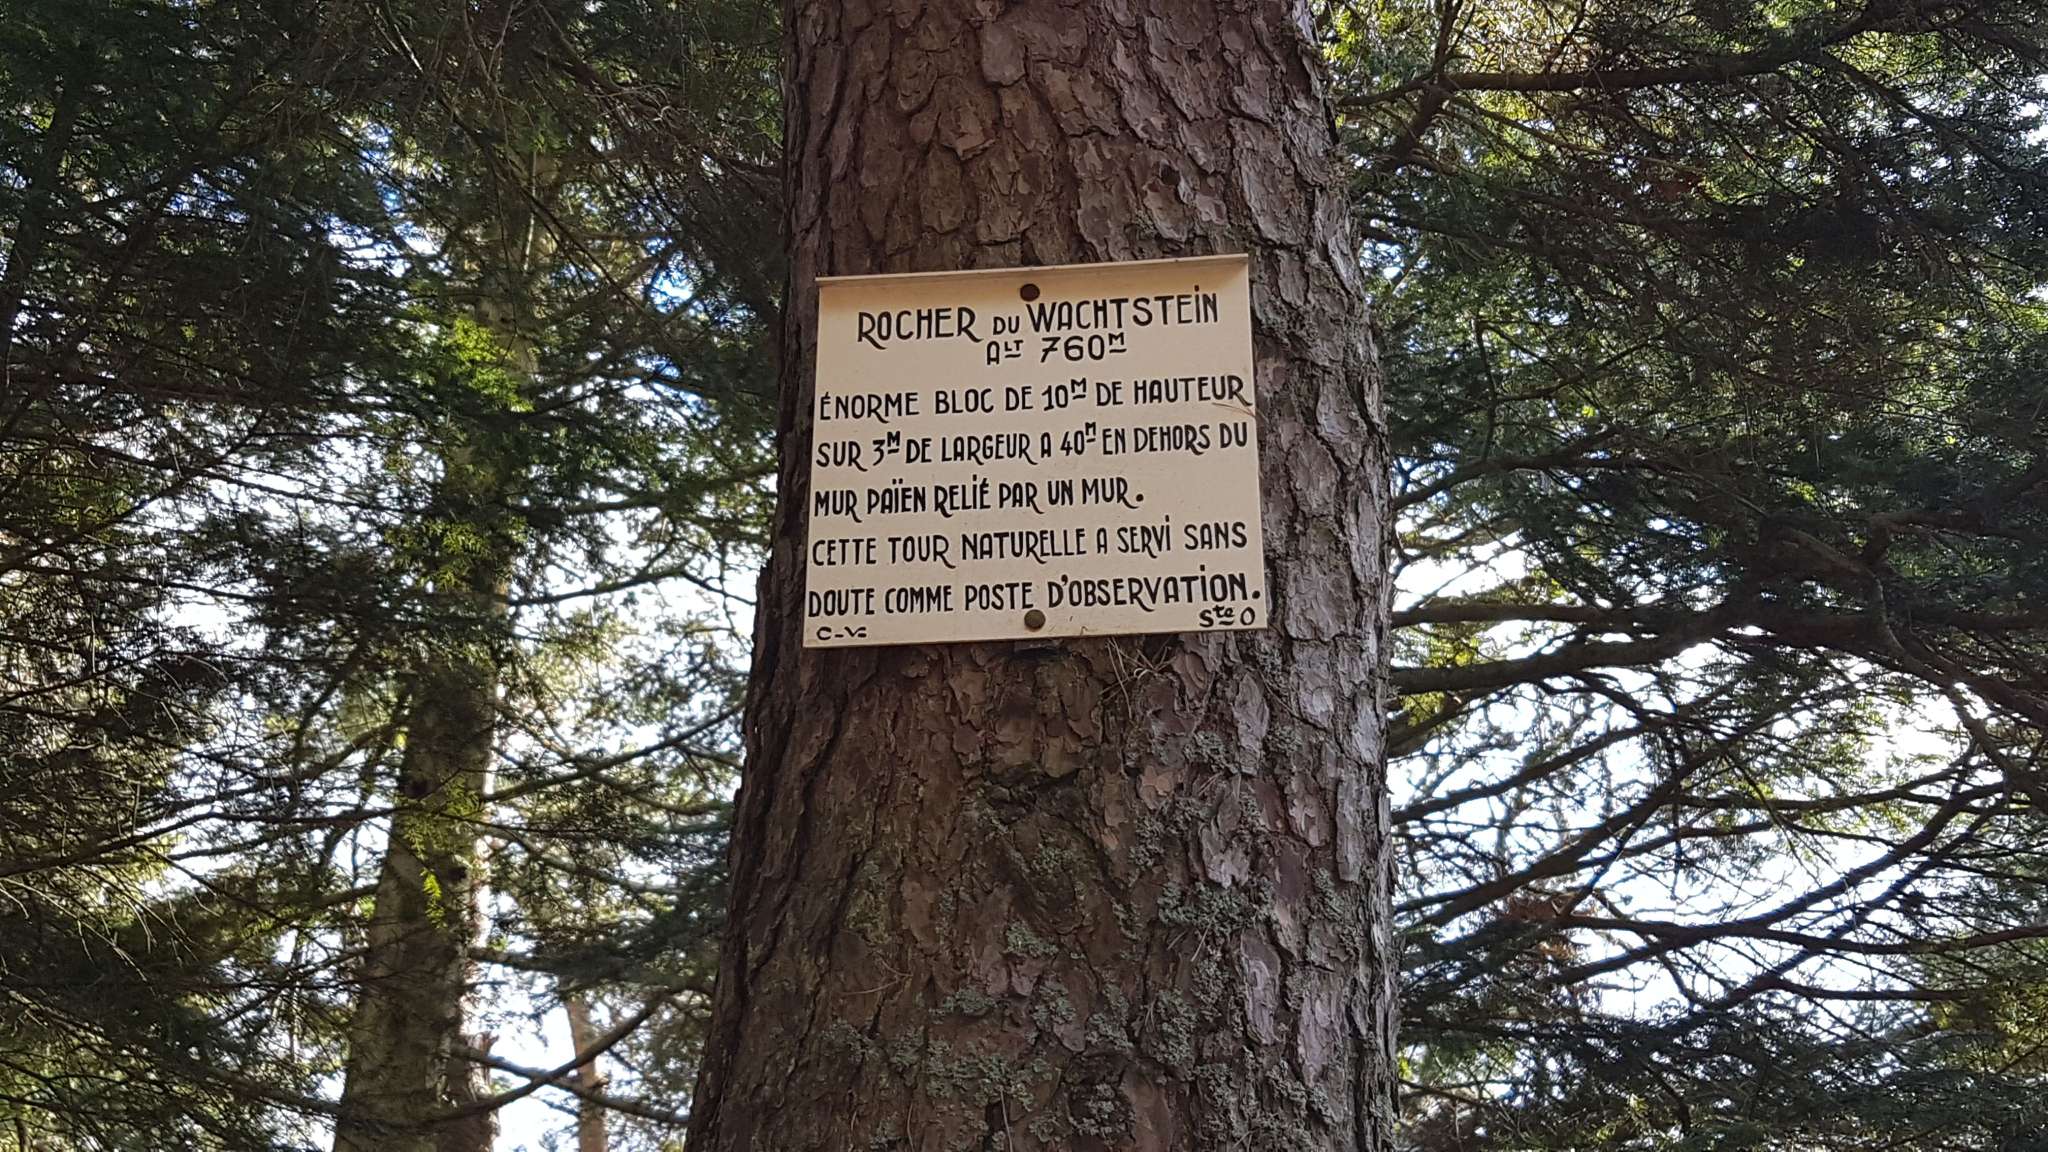 ROCHER DU WACHTSTEIN
ALT 760M
ÉNORME BLOC DE 10M DE HAUTEUR
SUR 3M DE LARGEUR A 40M EN DEHORS DU
MUR PAÏEN RELIÉ PAR UN MUR.
CETTE TOUR NATURELLE A SERVI SANS
DOUTE COMME POSTE D'OBSERVATION.
C-V: Ste O